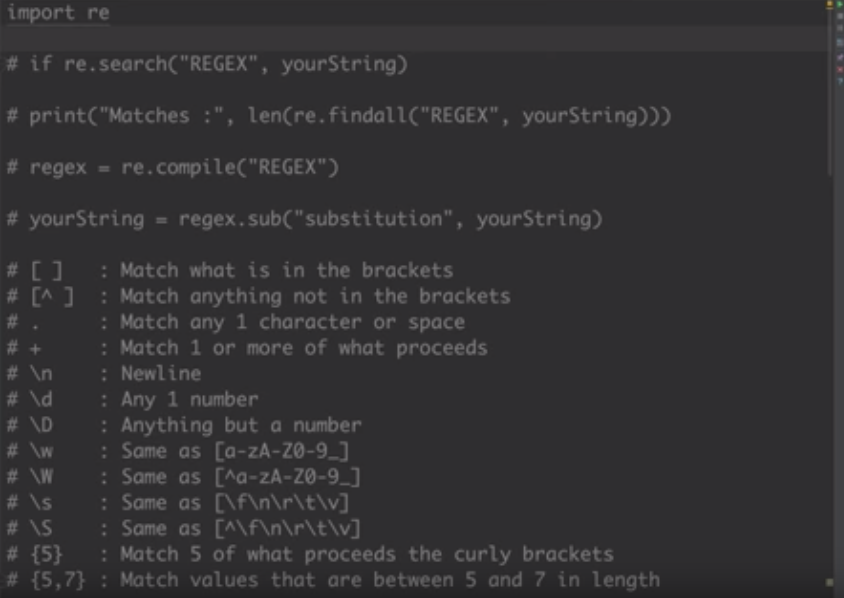 import re
# if re.search("REGEX", yourString)
# print("Matches :", len(re.findall("REGEX", yourString)))
# regex = re.compile("REGEX")
# yourString = regex.sub("substitution", yourString)
# [ ]   : Match what is in the brackets
# [^ ]  : Match anything not in the brackets
# .     : Match any 1 character or space
# +     : Match 1 or more of what proceeds
# \n    : Newline
# \d    : Any 1 number
# \D    : Anything but a number
# \w    : Same as [a-zA-Z0-9_]
# \W    : Same as [^a-zA-Z0-9_]
# \s    : Same as [\f\n\r\t\v]
# \S    : Same as [^\f\n\r\t\v]
# {5}   : Match 5 of what proceeds the curly brackets
# {5,7} : Match values that are between 5 and 7 in length